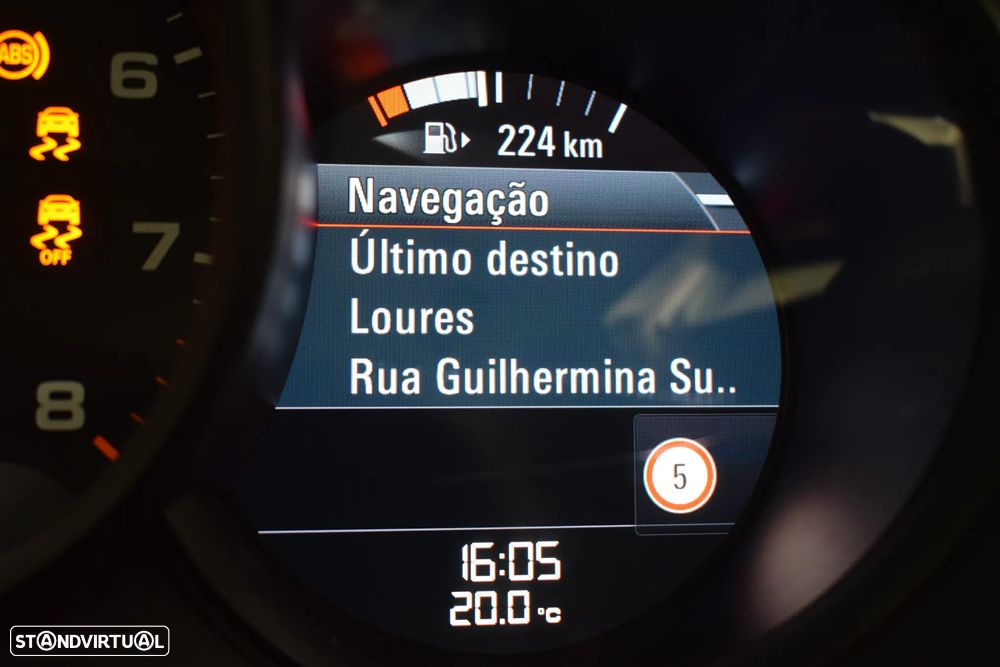 ABS
6
OFF
7
8
224 km
Navegação
Último destino
Loures
Rua Guilhermina Su..
5
16:05
20.0 °C
STANDVIRTUAL